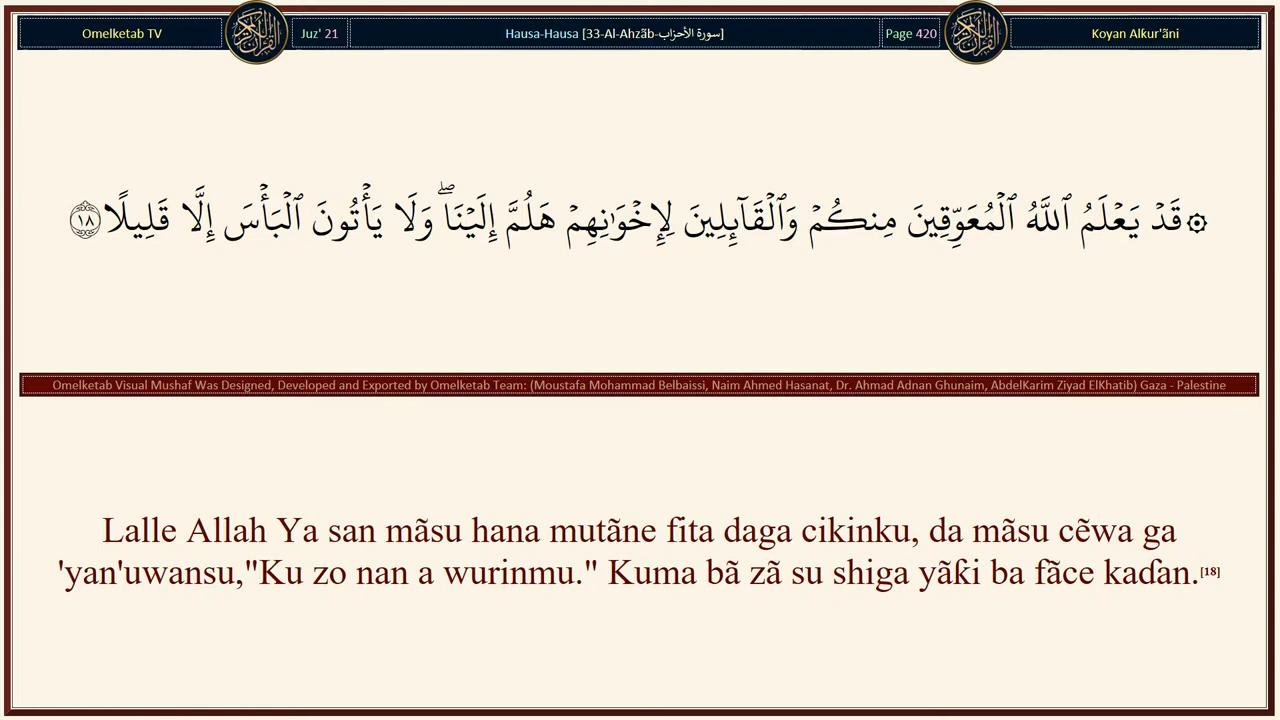 Omelketab TV
Juz' 21
Hausa-Hausa [33-Al-Ahzãb-سورة الأحزاب]
Page 420
Koyan Alƙur'ãni
۞ قَدۡ يَعۡلَمُ ٱللَّهُ ٱلۡمُعَوِّقِينَ مِنكُمۡ وَٱلۡقَآئِلِينَ لِإِخۡوَٰنِهِمۡ هَلُمَّ إِلَيۡنَاۖ وَلَا يَأۡتُونَ ٱلۡبَأۡسَ إِلَّا قَلِيلًا ١٨
Omelketab Visual Mushaf Was Designed, Developed and Exported by Omelketab Team: (Moustafa Mohammad Belbaissi, Naim Ahmed Hasanat, Dr. Ahmad Adnan Ghunaim, AbdelKarim Ziyad ElKhatib) Gaza - Palestine
Lalle Allah Ya san mãsu hana mutãne fita daga cikinku, da mãsu cẽwa ga
'yan'uwansu,"Ku zo nan a wurinmu." Kuma bã zã su shiga yãƙi ba fãce kaɗan.[18]